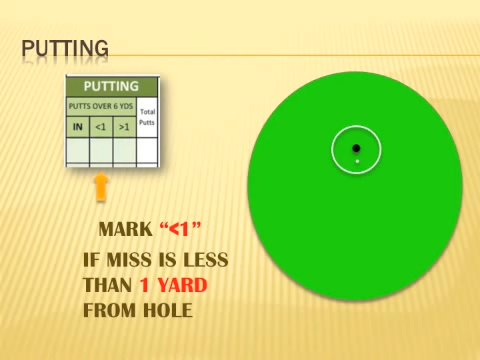 PUTTING
PUTTING
PUTTS OVER 6 YDS
Total
Putts
IN <1 >1
MARK “<1”
IF MISS IS LESS
THAN 1 YARD
FROM HOLE